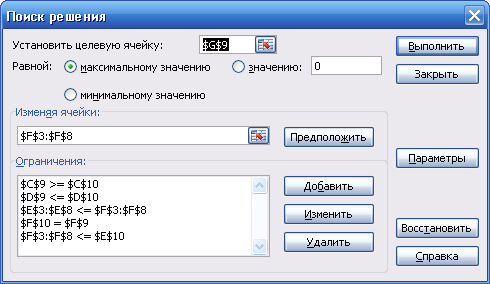 Поиск решения
Установить целевую ячейку: $G$9 Выполнить
Равной: максимальному значению значению: 0 Закрыть
минимальному значению
Изменяя ячейки:
$F$3:$F$8 Предположить
Ограничения: Параметры
$C$9 >= $C$10 Добавить
$D$9 <= $D$10
$E$3:$E$8 <= $F$3:$F$8 Изменить
$F$10 = $F$9 Восстановить
$F$3:$F$8 <= $E$10 Удалить
Справка